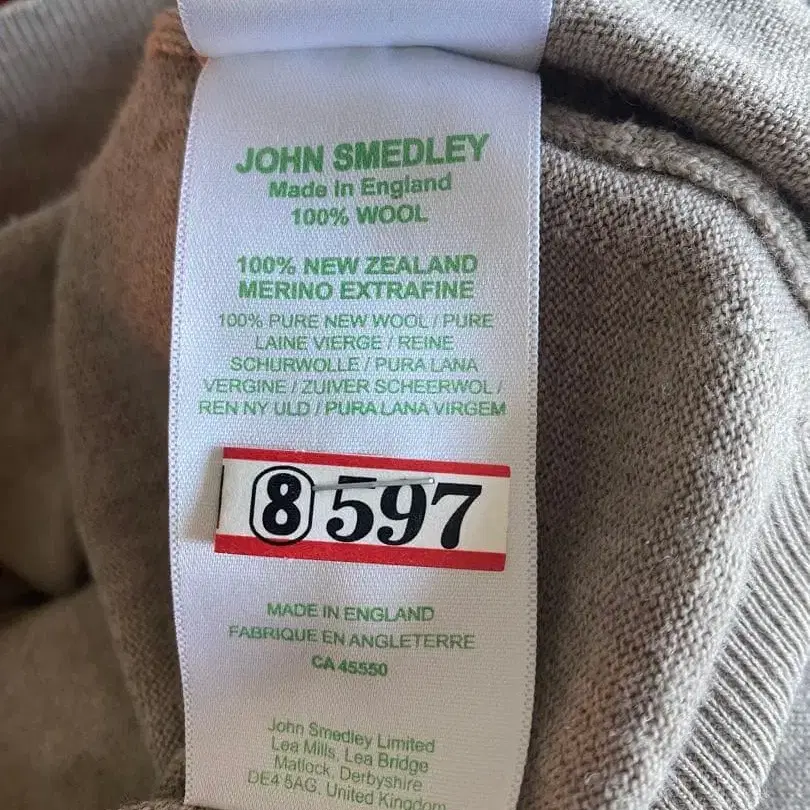 JOHN SMEDLEY
Made in England
100% WOOL
100% NEW ZEALAND
MERINO EXTRAFINE
100% PURE NEW WOOL / PURE
LAINE VIERGE / REINE
SCHURWOLLE / PURA LANA
VERGINE / ZUIVER SCHEERWOL /
REN NY ULD / PURA LANA VIRGEM
8 597
MADE IN ENGLAND
FABRIQUE EN ANGLETERRE
CA 45550
John Smedley Limited
Lea Mills, Lea Bridge
Matlock, Derbyshire
DE4 5AG, United Kingdom